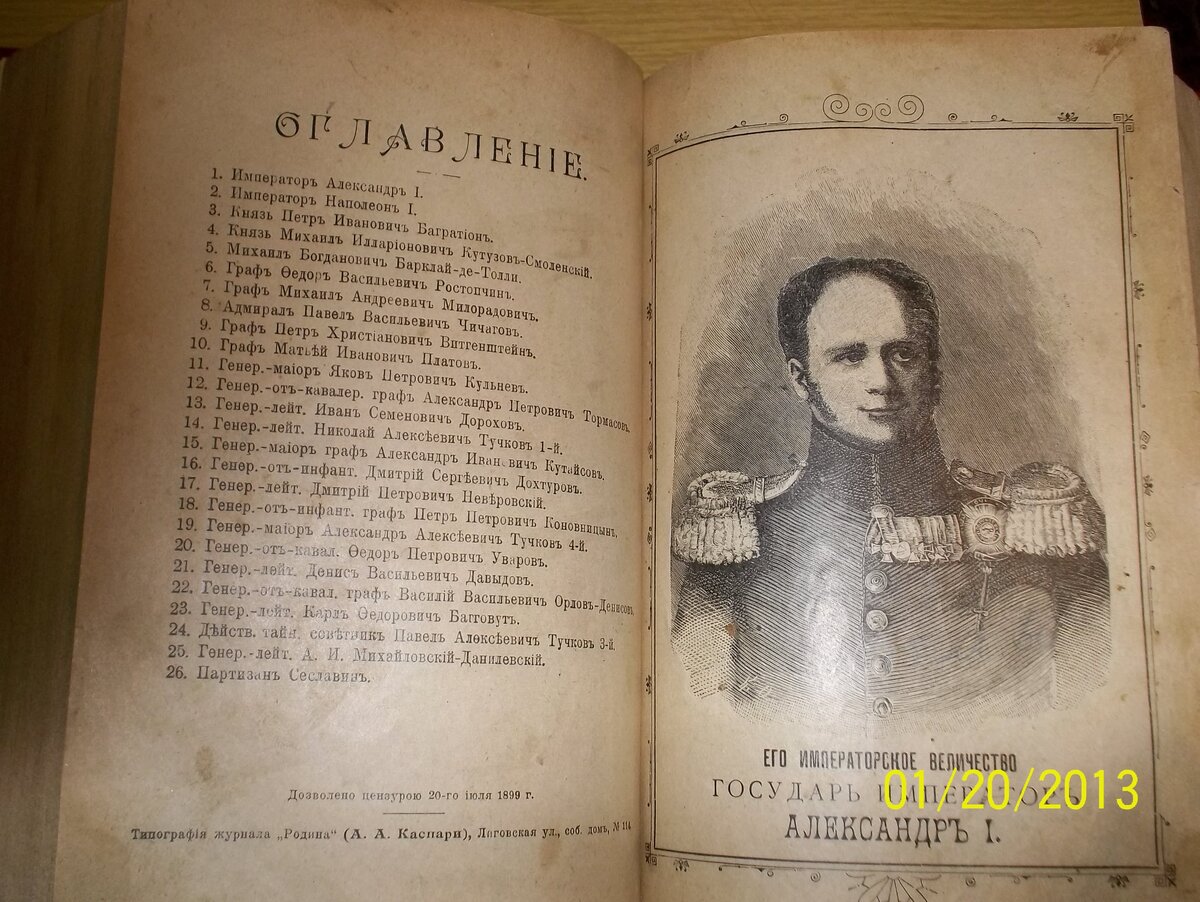 ОГЛАВЛЕНІЕ.
1. Императоръ Александръ I.
2. Императоръ Наполеонъ I.
3. Князь Петръ Ивановичъ Багратіонъ.
4. Князь Михаилъ Илларіоновичъ Кутузовъ-Смоленскій.
5. Михаилъ Богдановичъ Барклай-де-Толли.
6. Графъ Ѳедоръ Васильевичъ Ростопчинъ.
7. Графъ Михаилъ Андреевичъ Милорадовичъ.
8. Адмиралъ Павелъ Васильевичъ Чичаговъ.
9. Графъ Петръ Христіановичъ Витгенштейнъ.
10. Графъ Матвѣй Ивановичъ Платовъ.
11. Генер.-маіоръ Яковъ Петровичъ Кульневъ.
12. Генер.-отъ-кавалер. графъ Александръ Петровичъ Тормасовъ.
13. Генер.-лейт. Иванъ Семеновичъ Дороховъ.
14. Генер.-лейт. Николай Алексѣевичъ Тучковъ 1-й.
15. Генер.-маіоръ графъ Александръ Ивановичъ Кутайсовъ.
16. Генер.-отъ-инфант. Дмитрій Сергѣевичъ Дохтуровъ.
17. Генер.-лейт. Дмитрій Петровичъ Невѣровскій.
18. Генер.-отъ-инфант. графъ Петръ Петровичъ Коновницынъ.
19. Генер.-маіоръ Александръ Алексѣевичъ Тучковъ 4-й.
20. Генер.-отъ-кавал. Ѳедоръ Петровичъ Уваровъ.
21. Генер.-лейт. Денисъ Васильевичъ Давыдовъ.
22. Генер.-отъ-кавал. графъ Василій Васильевичъ Орловъ-Денисовъ.
23. Генер.-лейт. Карлъ Ѳедоровичъ Багговутъ.
24. Дѣйств. тайн. совѣтникъ Павелъ Алексѣевичъ Тучковъ 3-й.
25. Генер.-лейт. А. И. Михайловскій-Данилевскій.
26. Партизанъ Сеславинъ.
Дозволено цензурою 20-го іюля 1899 г.
Типографія журнала „Родина“ (А. А. Каспари), Лиговская ул., соб. домъ, № 114.
ЕГО ИМПЕРАТОРСКОЕ ВЕЛИЧЕСТВО
ГОСУДАРЬ ИМПЕРАТОРЪ
АЛЕКСАНДРЪ I.
01/20/2013